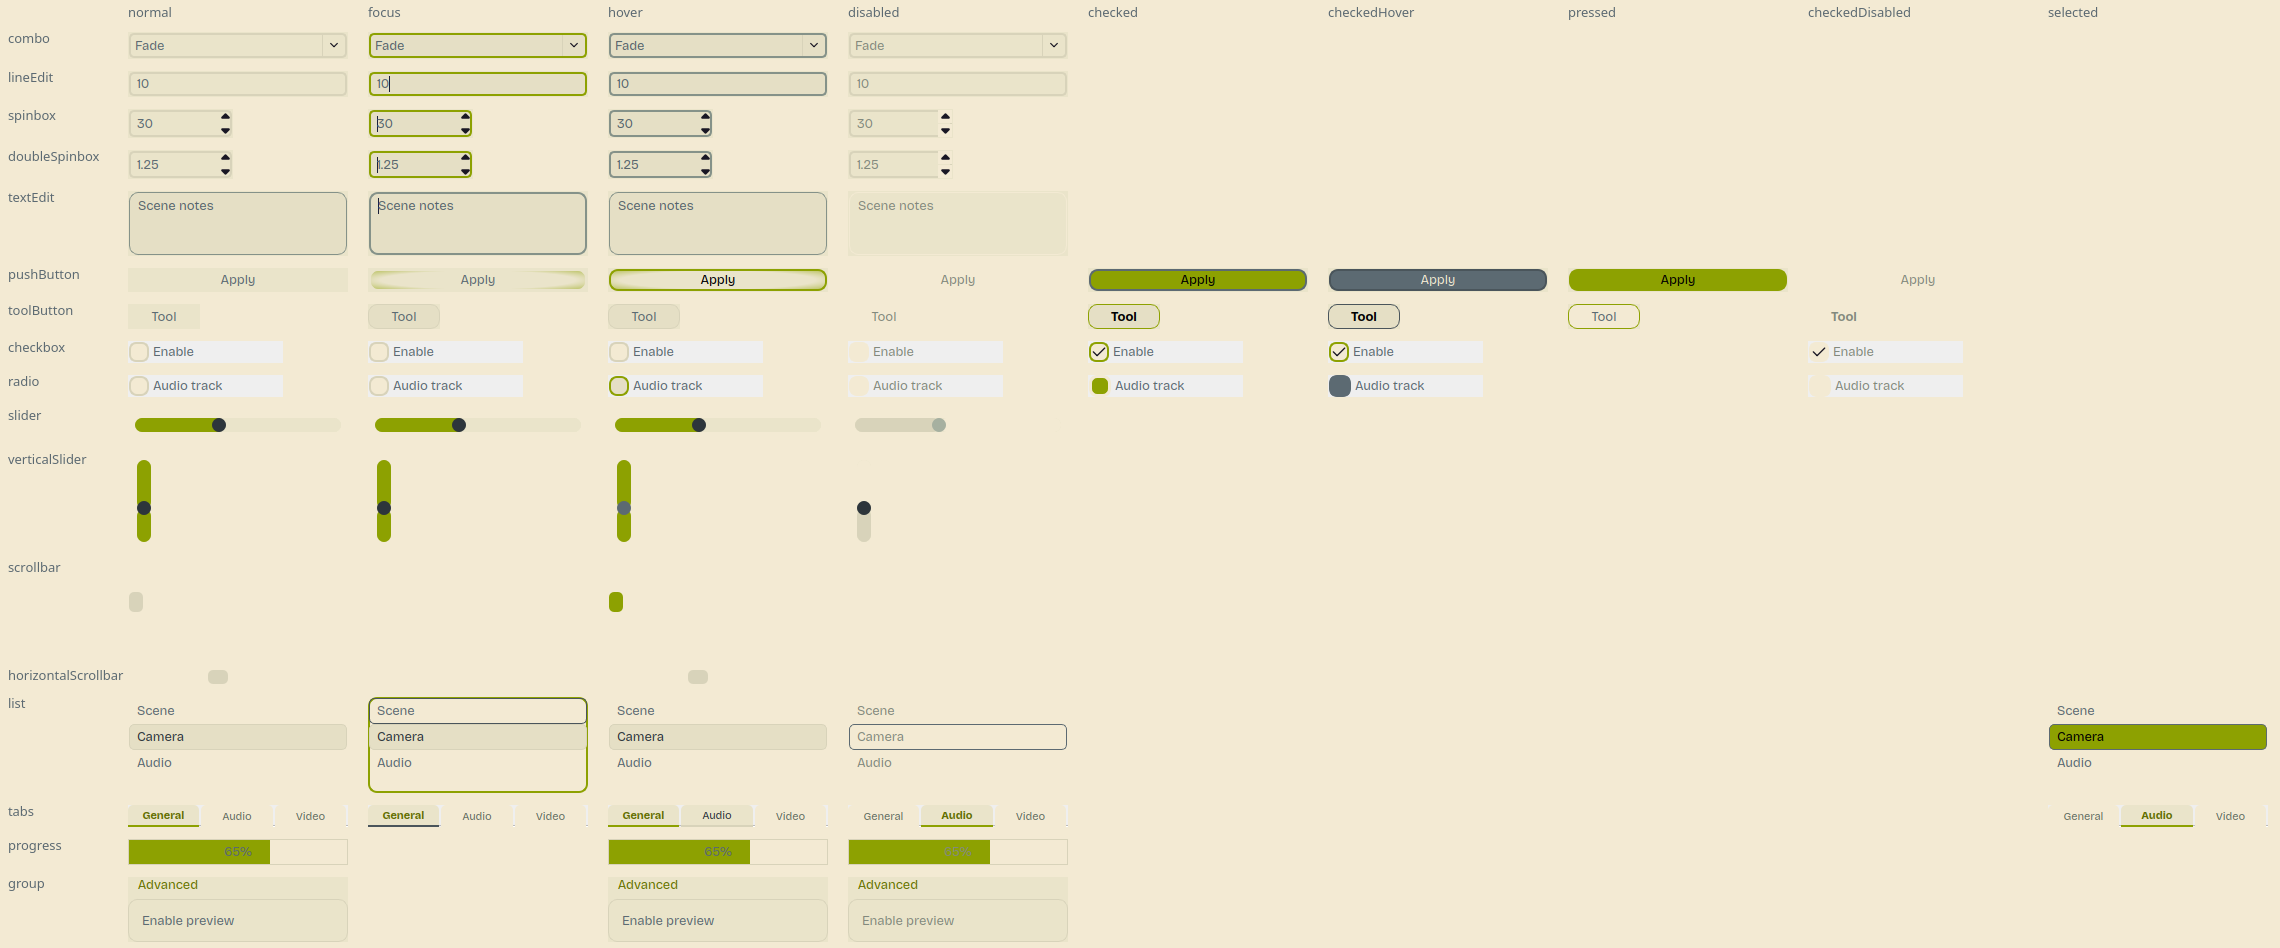 normal focus hover disabled checked checkedHover pressed checkedDisabled selected
combo Fade Fade Fade Fade
lineEdit 10 10 10 10
spinbox 30 30 30 30
doubleSpinbox 1.25 1.25 1.25 1.25
textEdit Scene notes Scene notes Scene notes Scene notes
pushButton Apply Apply Apply Apply Apply Apply Apply Apply
toolButton Tool Tool Tool Tool Tool Tool Tool Tool
checkbox Enable Enable Enable Enable Enable Enable Enable
radio Audio track Audio track Audio track Audio track Audio track Audio track Audio track
slider
verticalSlider
scrollbar
horizontalScrollbar
list Scene Scene Scene Scene Scene
Camera Camera Camera Camera Camera
Audio Audio Audio Audio Audio
tabs General Audio Video General Audio Video General Audio Video General Audio Video General Audio Video
progress 65% 65% 65%
group Advanced Advanced Advanced
Enable preview Enable preview Enable preview